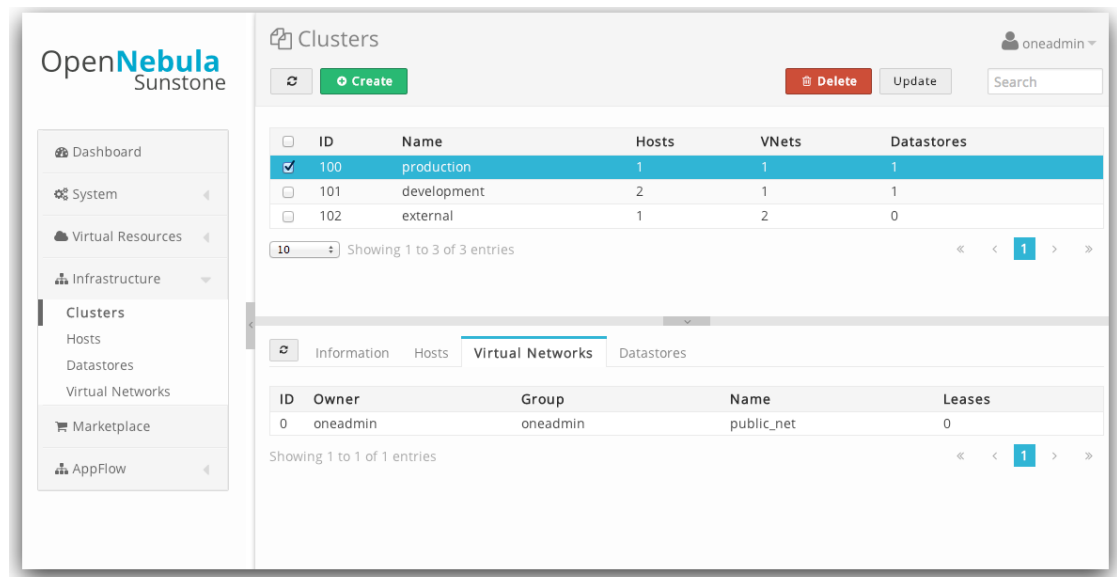 OpenNebula
Sunstone
Clusters
oneadmin
Create
Delete
Update
Search
Dashboard
System
Virtual Resources
Infrastructure
Clusters
Hosts
Datastores
Virtual Networks
Marketplace
AppFlow
ID Name Hosts VNets Datastores
100 production 1 1 1
101 development 2 1 1
102 external 1 2 0
10 Showing 1 to 3 of 3 entries « < 1 > »
Information Hosts Virtual Networks Datastores
ID Owner Group Name Leases
0 oneadmin oneadmin public_net 0
Showing 1 to 1 of 1 entries « < 1 > »